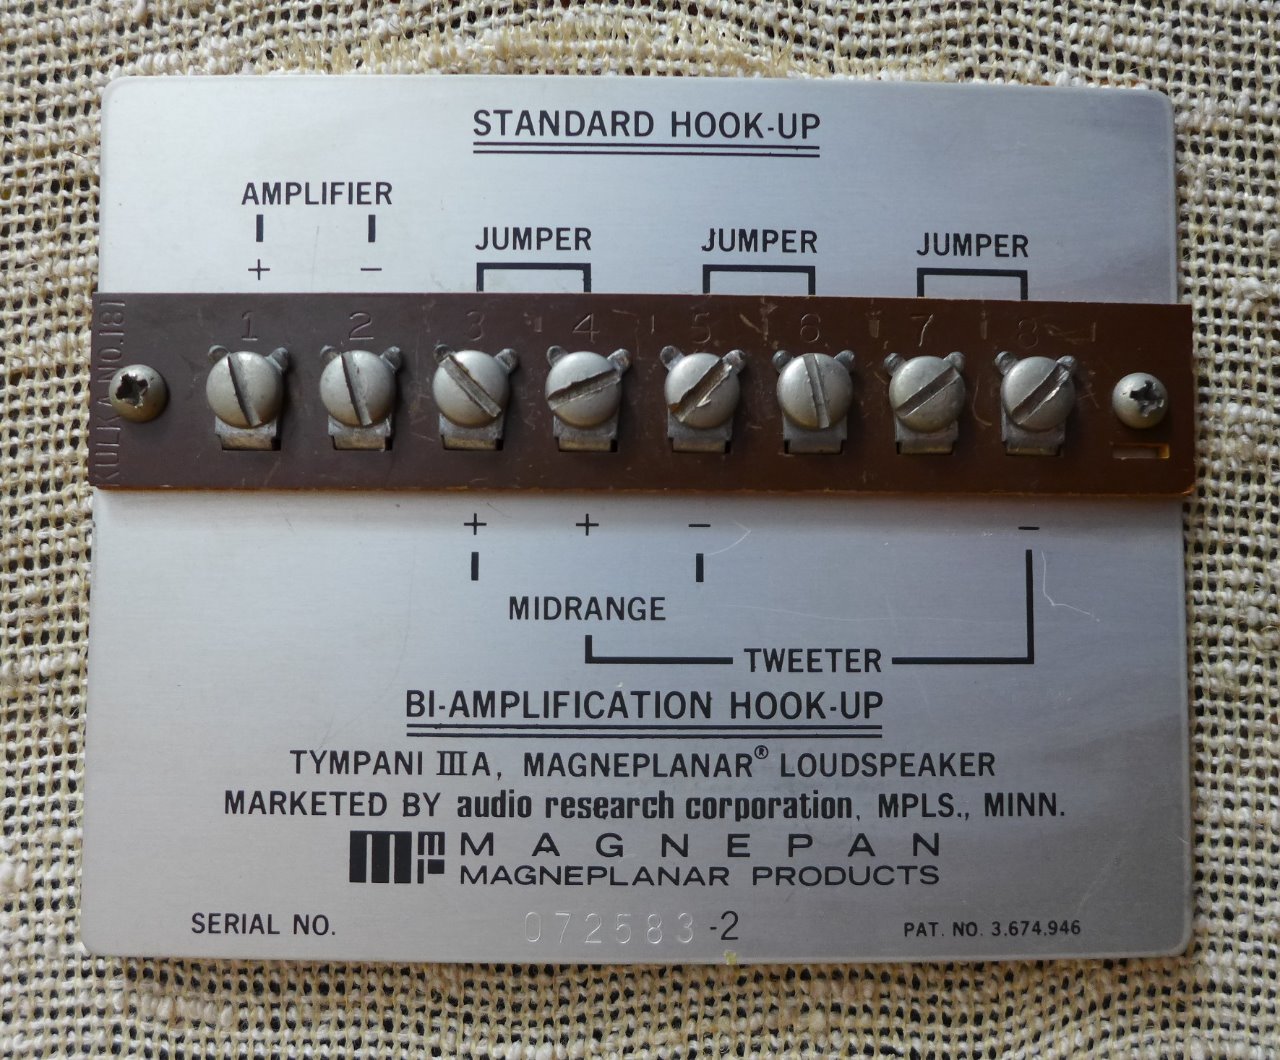 STANDARD HOOK-UP
AMPLIFIER
+ −
JUMPER JUMPER JUMPER
1 2 3 4 5 6 7 8
KULKA NO. 181
+ + − −
MIDRANGE
TWEETER
BI-AMPLIFICATION HOOK-UP
TYMPANI IIIA, MAGNEPLANAR® LOUDSPEAKER
MARKETED BY audio research corporation, MPLS., MINN.
MAGNEPAN
MAGNEPLANAR PRODUCTS
SERIAL NO. 072583-2 PAT. NO. 3.674.946